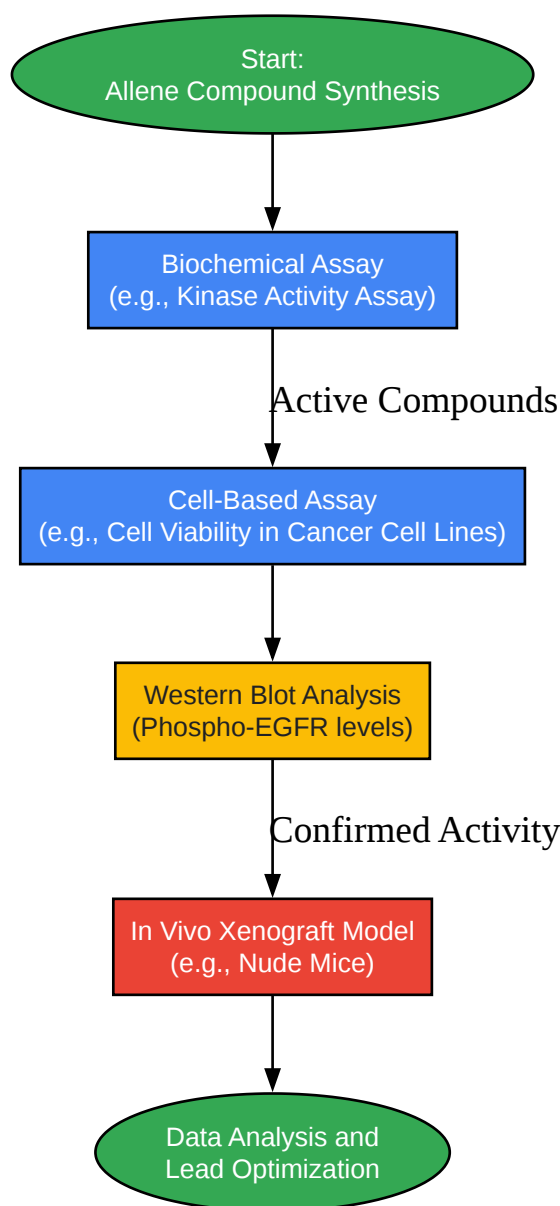 Start:
Allene Compound Synthesis
Biochemical Assay
(e.g., Kinase Activity Assay)
Active Compounds
Cell-Based Assay
(e.g., Cell Viability in Cancer Cell Lines)
Western Blot Analysis
(Phospho-EGFR levels)
Confirmed Activity
In Vivo Xenograft Model
(e.g., Nude Mice)
Data Analysis and
Lead Optimization